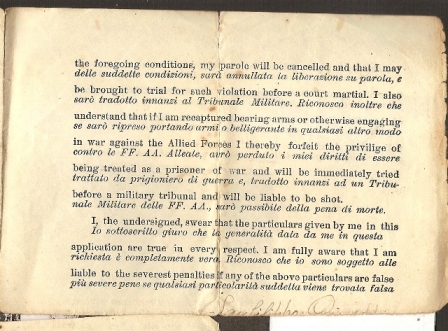 the foregoing conditions, my parole will be cancelled and that I may
delle suddette condizioni, sarà annullata la liberazione su parola, e
be brought to trial for such violation before a court martial. I also
sarò tradotto innanzi al Tribunale Militare. Riconosco inoltre che
understand that if I am recaptured bearing arms or otherwise engaging
se sarò ripreso portando armi o belligerante in qualsiasi altro modo
in war against the Allied Forces I thereby forfeit the privilige of
contro le FF. AA. Alleate, avrò perduto i miei diritti di essere
being treated as a prisoner of war and will be immediately tried
trattato da prigioniero di guerra e, tradotto innanzi ad un Tribu-
before a military tribunal and will be liable to be shot.
nale Militare delle FF. AA., sarò passibile della pena di morte.
I, the undersigned, swear that the particulars given by me in this
Io sottoscritto giuro che la generalità data da me in questa
application are true in every respect. I am fully aware that I am
richiesta è completamente vera. Riconosco che io sono soggetto alle
liable to the severest penalties if any of the above particulars are false
più severe pene se qualsiasi particolarità suddetta viene trovata falsa